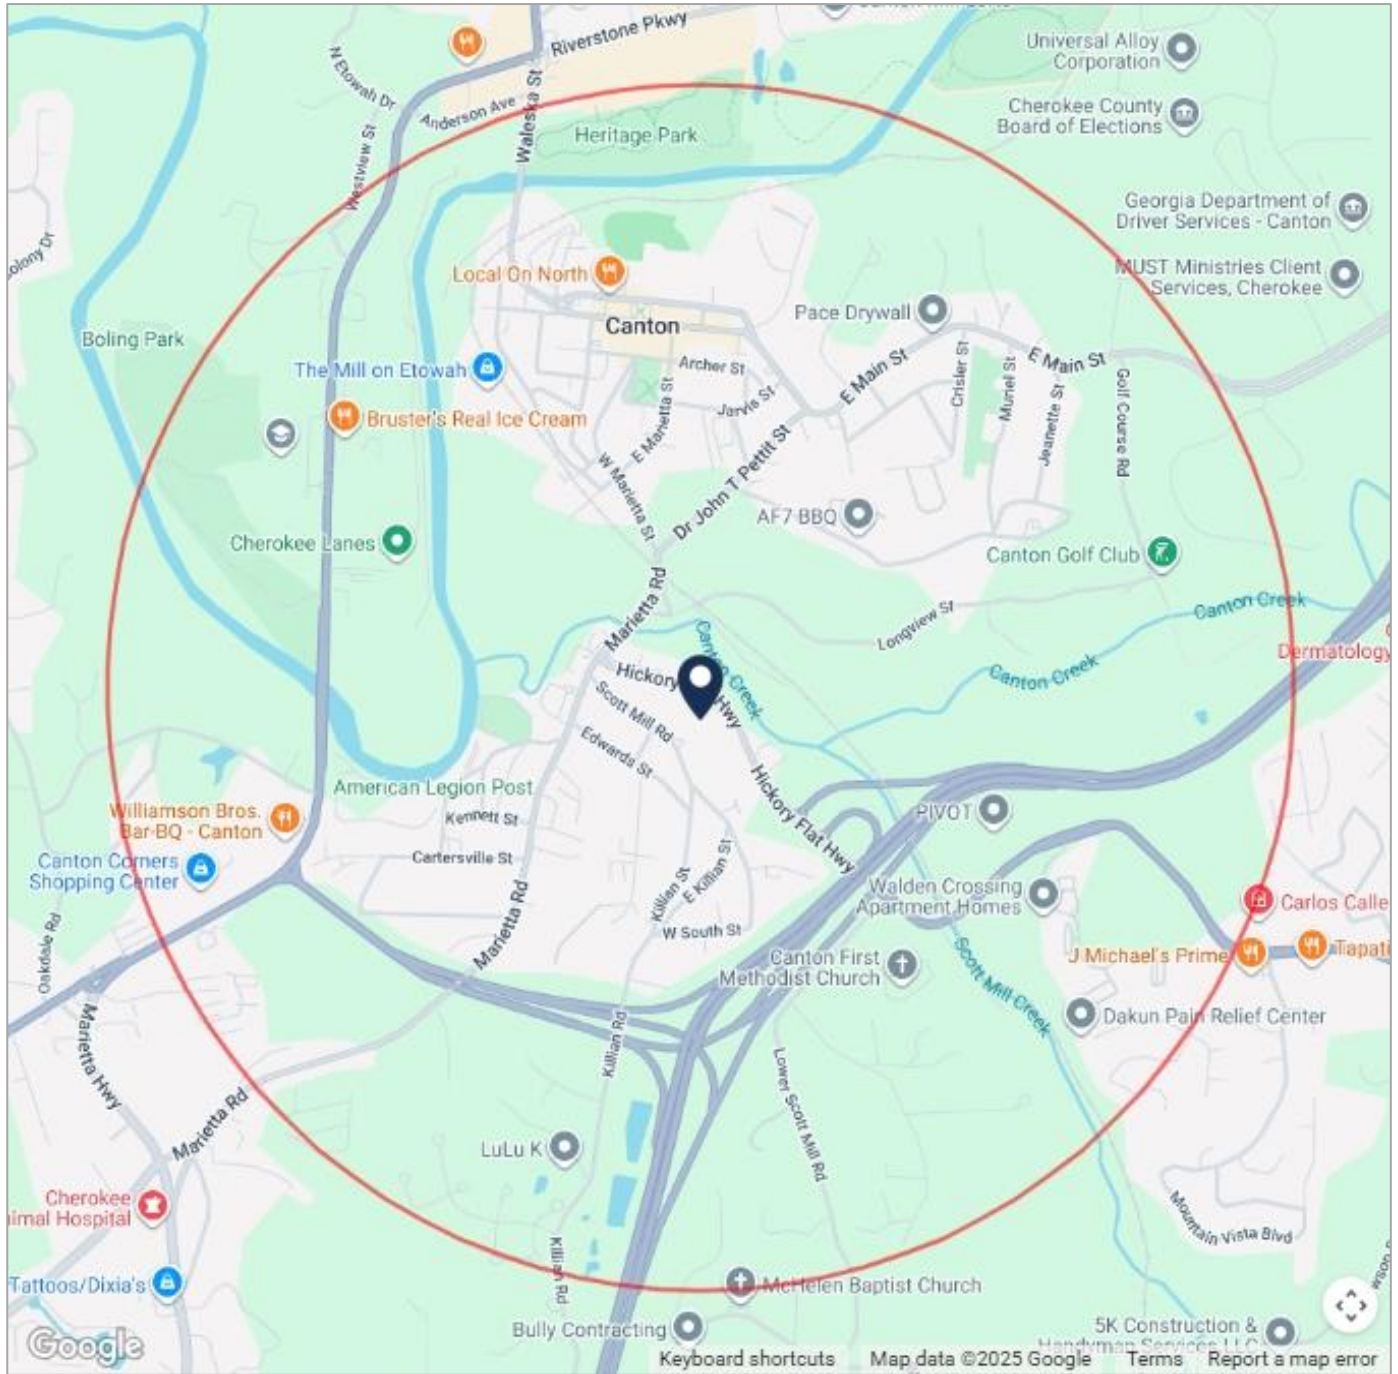 Riverstone Pkwy
Universal Alloy
Corporation
N Etowah Dr
Anderson Ave
Waleska St
Cherokee County
Board of Elections
Heritage Park
Westview St
Georgia Department of
Driver Services - Canton
olony Dr
Local On North
MUST Ministries Client
Services, Cherokee
Pace Drywall
Canton
Boling Park
Archer St
E Main St
E Main St
The Mill on Etowah
Crisler St
Muriel St
Golf Course Rd
Jarvis St
Jeanette St
E Marietta St
Bruster's Real Ice Cream
W Marietta St
Dr John T Pettit St
AF7 BBQ
Cherokee Lanes
Canton Golf Club
Marietta Rd
Longview St
Canton Creek
Canton Creek
Canton Creek
Dermatology
Hickory
Hwy
Scott Mill Rd
Edwards St
Hickory Flat Hwy
American Legion Post
Williamson Bros.
Bar-BQ - Canton
Kennett St
PIVOT
Cartersville St
Canton Corners
Shopping Center
Killian St
E Killian St
Walden Crossing
Apartment Homes
Carlos Calle
Oakdale Rd
Marietta Rd
W South St
Canton First
Methodist Church
Scott Mill Creek
J Michael's Prime
Tapati
Marietta Hwy
Killian Rd
Dakun Pain Relief Center
Lower Scott Mill Rd
Marietta Rd
LuLu K
Cherokee
nimal Hospital
Mountain Vista Blvd
Killian Rd
Tattoos/Dixia's
McHelen Baptist Church
wson
Bully Contracting
5K Construction &
Handyman Services LLC
Google
Keyboard shortcuts
Map data ©2025 Google
Terms
Report a map error